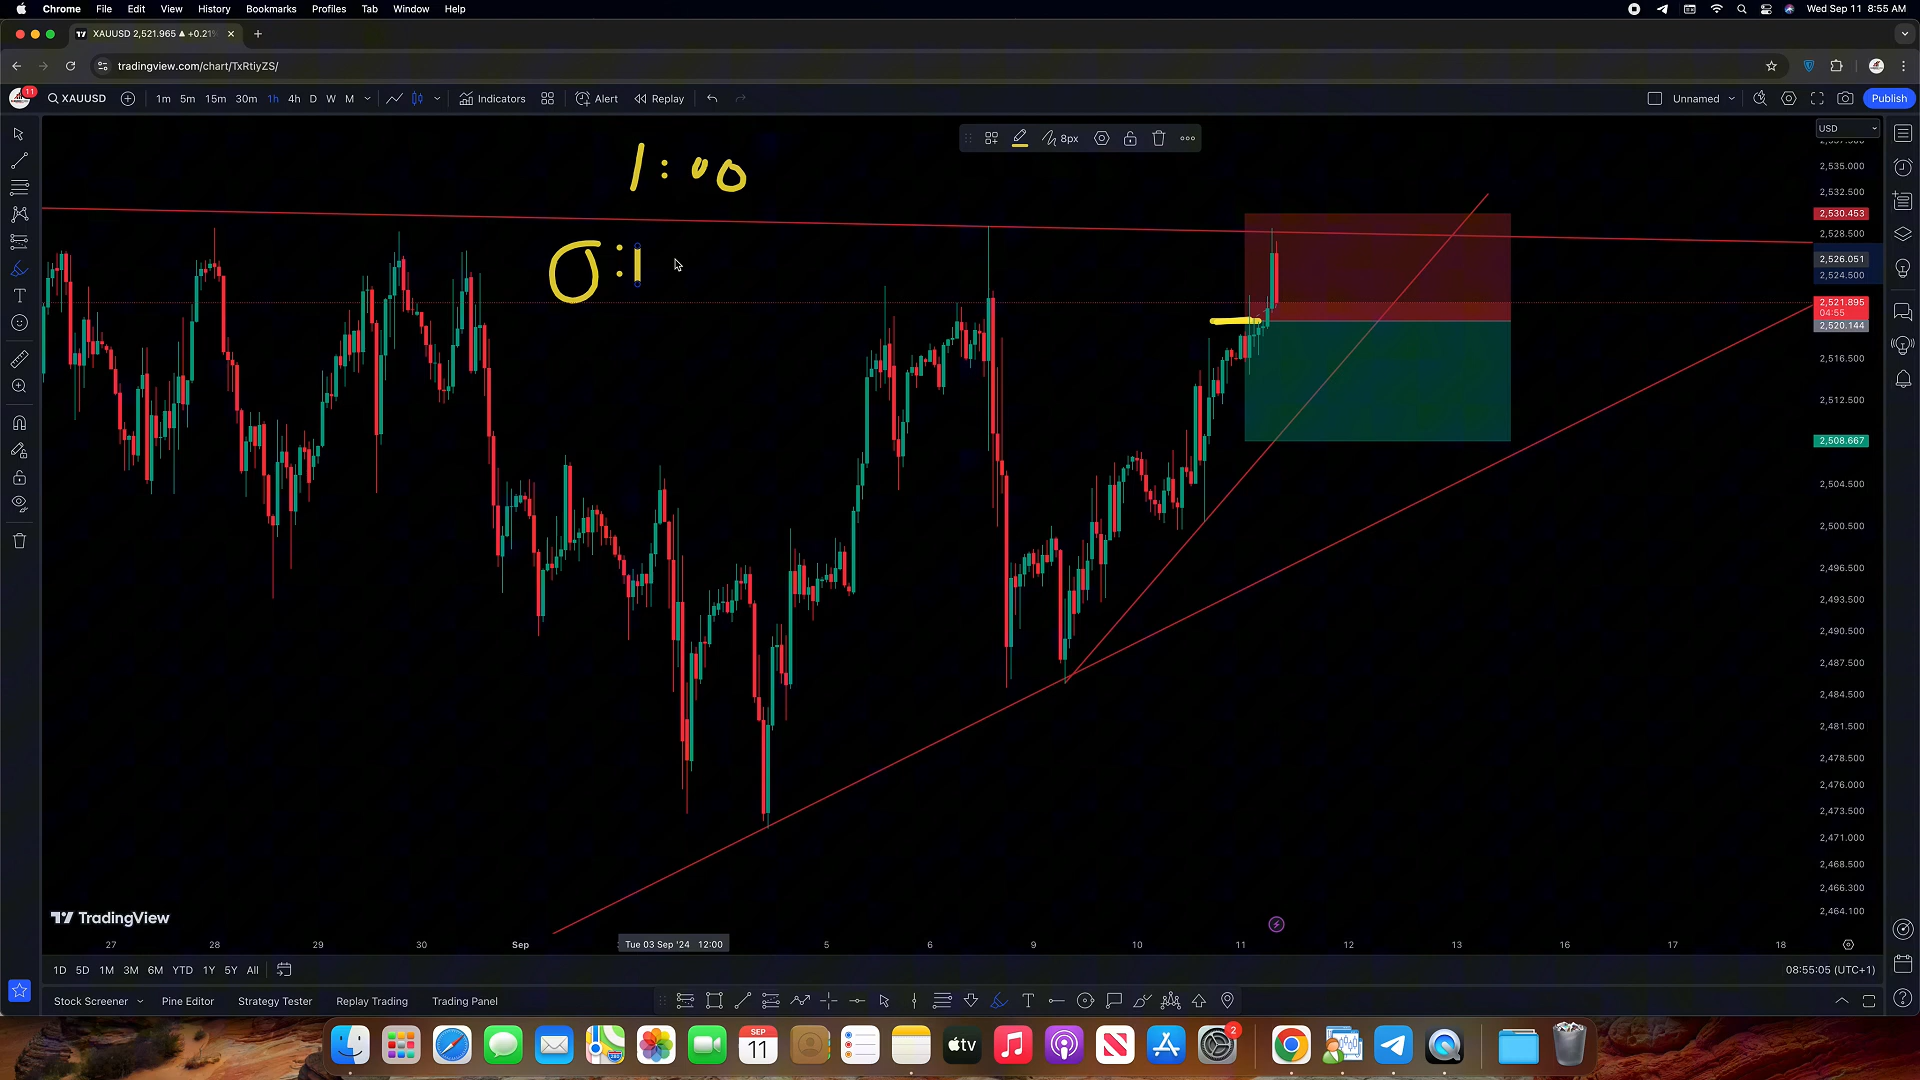 Chrome File Edit View History Bookmarks Profiles Tab Window Help Wed Sep 11 8:55 AM
XAUUSD 2,521.965 ▲ +0.21%
tradingview.com/chart/TxRtiyZS/
11 XAUUSD 1m 5m 15m 30m 1h 4h D W M Indicators Alert Replay Unnamed Publish
8px
USD
1:00
2,535.000
2,532.500
2,530.453
2,528.500
2,526.051
2,524.500
2,521.895
04:55
2,520.144
2,516.500
2,512.500
2,508.667
2,504.500
2,500.500
2,496.500
2,493.500
2,490.500
2,487.500
2,484.500
2,481.500
2,478.500
2,476.000
2,473.500
2,471.000
2,468.500
2,466.300
2,464.100
TradingView
27 28 29 30 Sep Tue 03 Sep '24 12:00 5 6 9 10 11 12 13 16 17 18
1D 5D 1M 3M 6M YTD 1Y 5Y All 08:55:05 (UTC+1)
Stock Screener Pine Editor Strategy Tester Replay Trading Trading Panel
SEP
11
tv
2